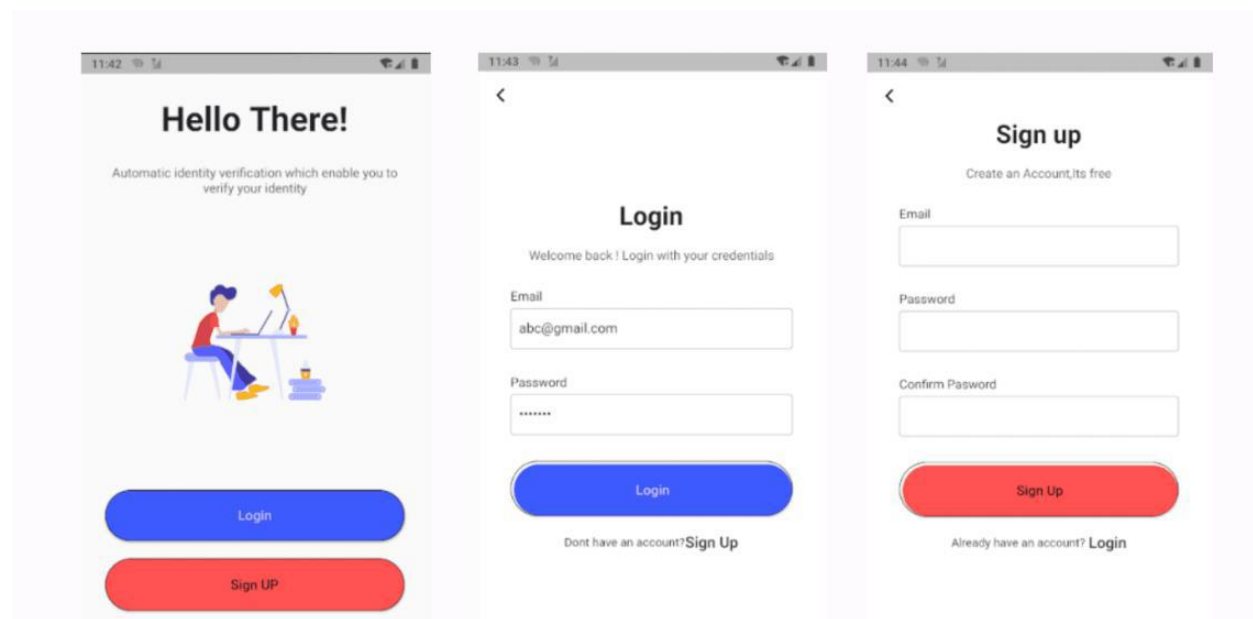 11:42
Hello There!
Automatic identity verification which enable you to
verify your identity
Login
Sign UP
11:43
Login
Welcome back ! Login with your credentials
Email
abc@gmail.com
Password
•••••••
Login
Dont have an account?Sign Up
11:44
Sign up
Create an Account,Its free
Email
Password
Confirm Pasword
Sign Up
Already have an account? Login